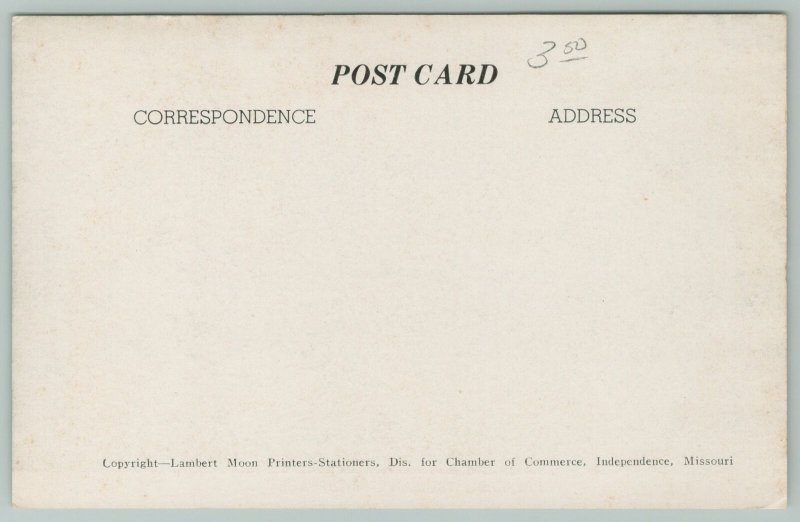 3 50
POST CARD
CORRESPONDENCE ADDRESS
Copyright—Lambert Moon Printers-Stationers, Dis. for Chamber of Commerce, Independence, Missouri